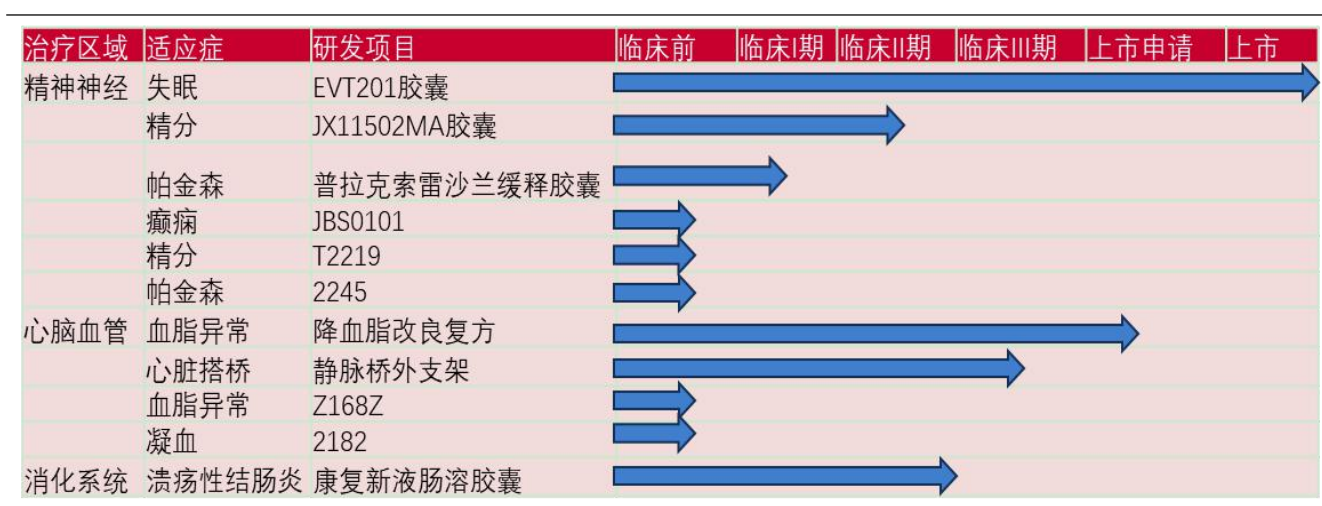 治疗区域 适应症 研发项目 临床前 临床I期 临床II期 临床III期 上市申请 上市
精神神经 失眠 EVT201胶囊
精分 JX11502MA胶囊
帕金森 普拉克索雷沙兰缓释胶囊
癫痫 JBS0101
精分 T2219
帕金森 2245
心脑血管 血脂异常 降血脂改良复方
心脏搭桥 静脉桥外支架
血脂异常 Z168Z
凝血 2182
消化系统 溃疡性结肠炎 康复新液肠溶胶囊